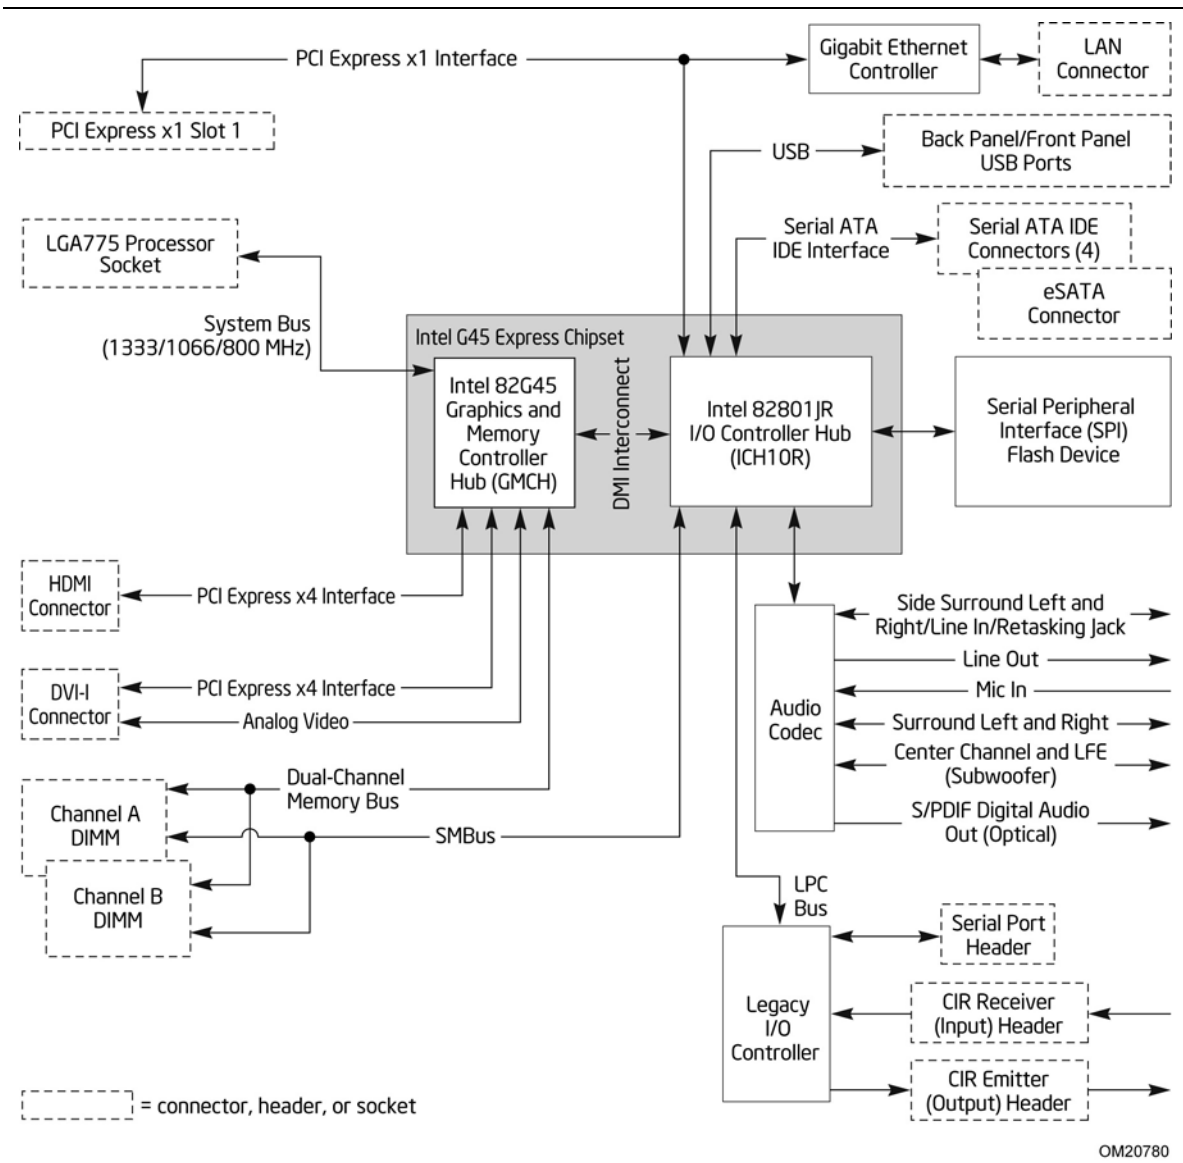 PCI Express x1 Interface
Gigabit Ethernet
Controller
LAN
Connector
PCI Express x1 Slot 1
USB
Back Panel/Front Panel
USB Ports
LGA775 Processor
Socket
Serial ATA
IDE Interface
Serial ATA IDE
Connectors (4)
eSATA
Connector
System Bus
(1333/1066/800 MHz)
Intel G45 Express Chipset
Intel 82G45
Graphics and
Memory
Controller
Hub (GMCH)
DMI Interconnect
Intel 82801JR
I/O Controller Hub
(ICH10R)
Serial Peripheral
Interface (SPI)
Flash Device
HDMI
Connector
PCI Express x4 Interface
DVI-I
Connector
PCI Express x4 Interface
Analog Video
Audio
Codec
Side Surround Left and
Right/Line In/Retasking Jack
Line Out
Mic In
Surround Left and Right
Center Channel and LFE
(Subwoofer)
S/PDIF Digital Audio
Out (Optical)
Dual-Channel
Memory Bus
Channel A
DIMM
SMBus
Channel B
DIMM
LPC
Bus
Legacy
I/O
Controller
Serial Port
Header
CIR Receiver
(Input) Header
CIR Emitter
(Output) Header
= connector, header, or socket
OM20780